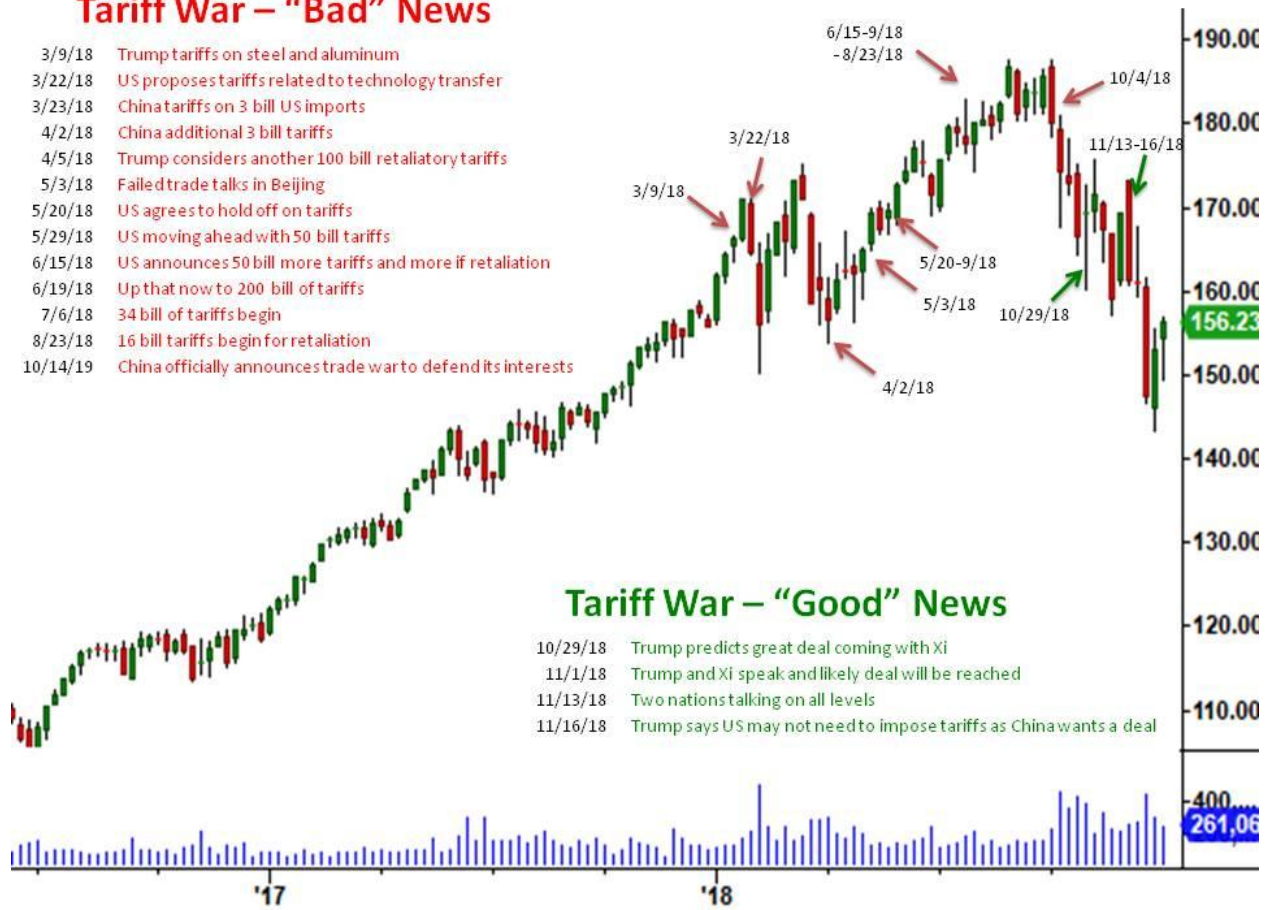 Tariff War – “Bad” News
3/9/18 Trump tariffs on steel and aluminum
3/22/18 US proposes tariffs related to technology transfer
3/23/18 China tariffs on 3 bill US imports
4/2/18 China additional 3 bill tariffs
4/5/18 Trump considers another 100 bill retaliatory tariffs
5/3/18 Failed trade talks in Beijing
5/20/18 US agrees to hold off on tariffs
5/29/18 US moving ahead with 50 bill tariffs
6/15/18 US announces 50 bill more tariffs and more if retaliation
6/19/18 Up that now to 200 bill of tariffs
7/6/18 34 bill of tariffs begin
8/23/18 16 bill tariffs begin for retaliation
10/14/19 China officially announces trade war to defend its interests
6/15-9/18
-8/23/18
10/4/18
3/22/18
11/13-16/18
3/9/18
5/20-9/18
5/3/18
10/29/18
4/2/18
190.00
180.00
170.00
160.00
156.23
150.00
140.00
130.00
120.00
110.00
Tariff War – “Good” News
10/29/18 Trump predicts great deal coming with Xi
11/1/18 Trump and Xi speak and likely deal will be reached
11/13/18 Two nations talking on all levels
11/16/18 Trump says US may not need to impose tariffs as China wants a deal
400
261,06
'17
'18